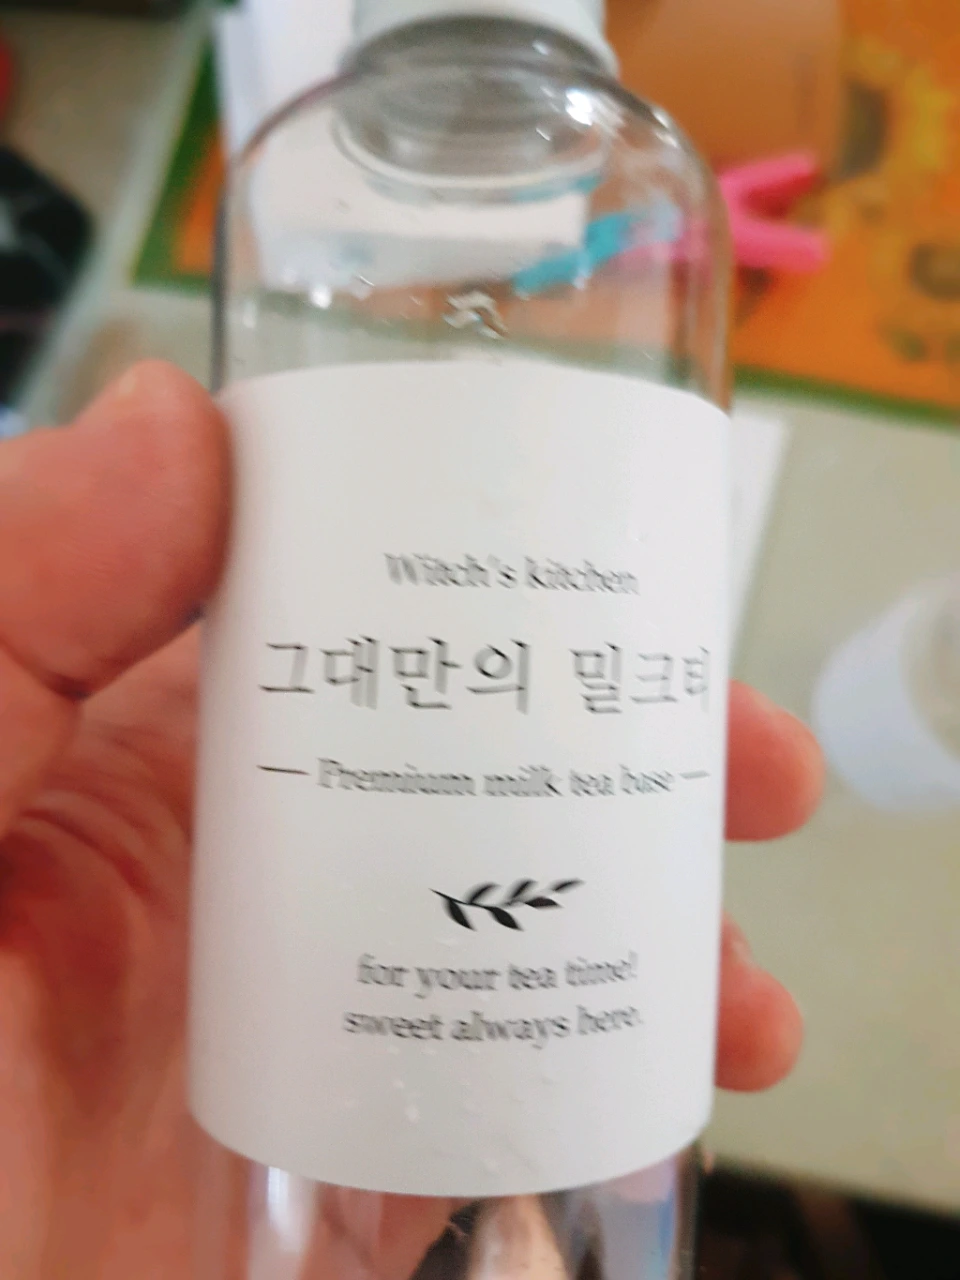 Witch's kitchen
그대만의 밀크티
Premium milk tea base
for your tea time!
sweet always here.